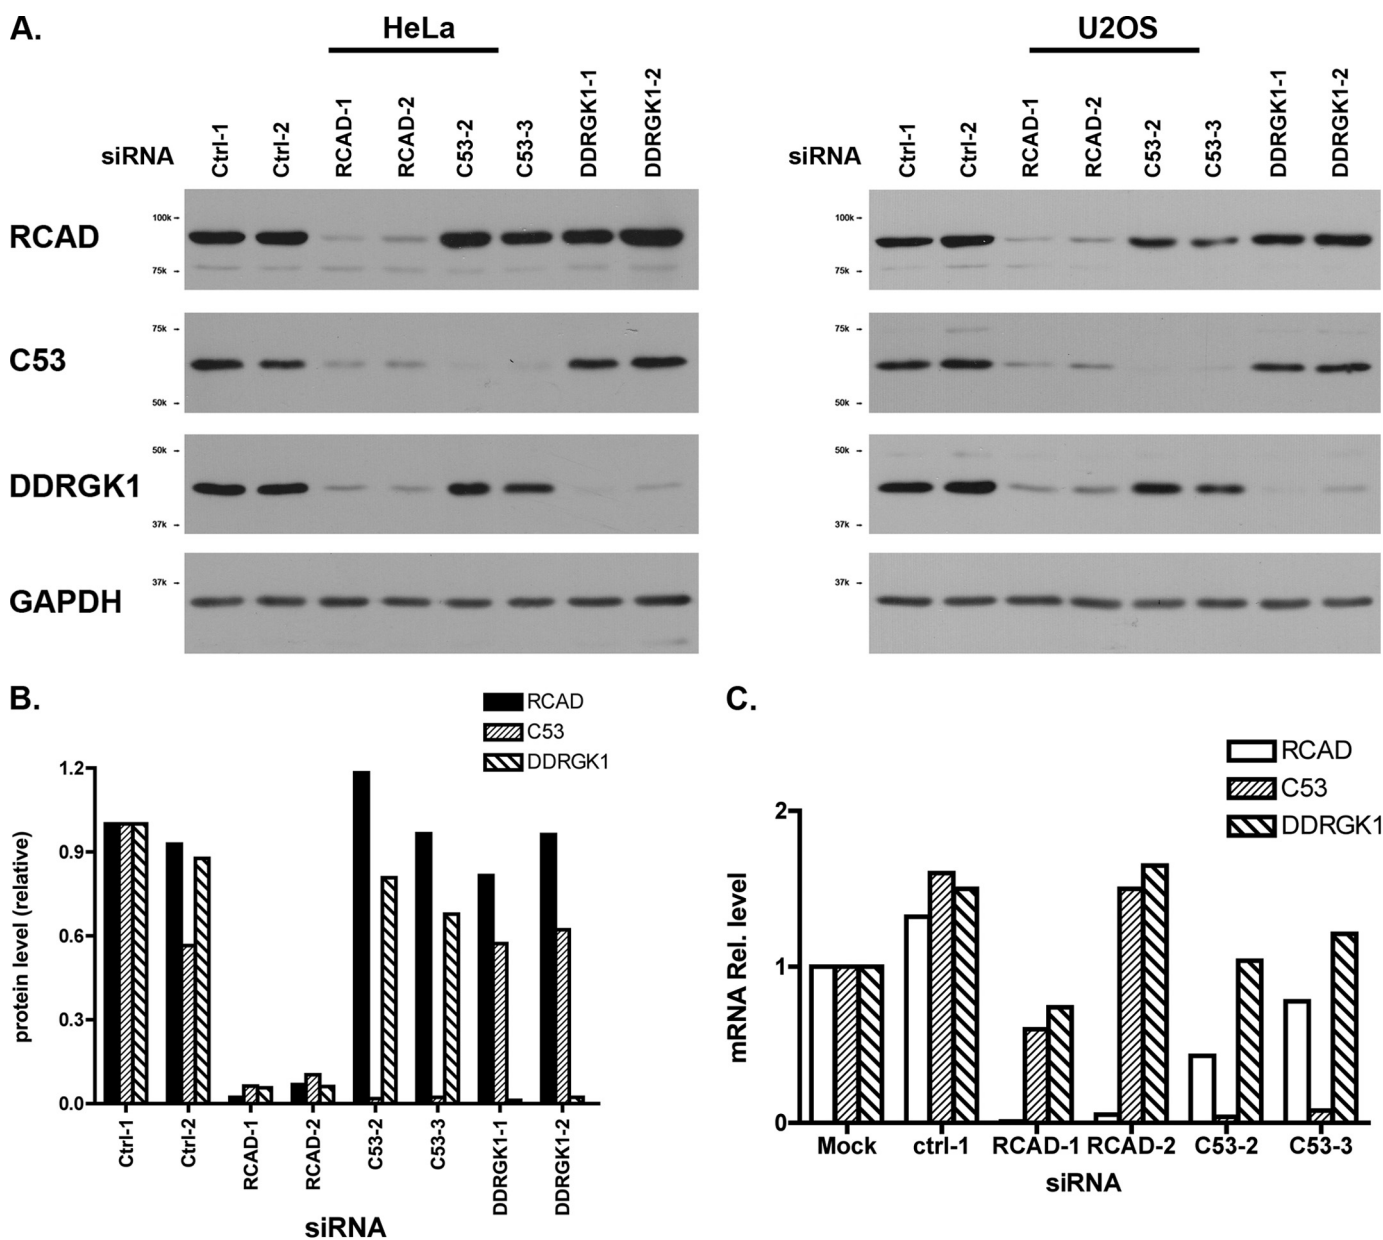 A.
HeLa
U2OS
siRNA
Ctrl-1
Ctrl-2
RCAD-1
RCAD-2
C53-2
C53-3
DDRGK1-1
DDRGK1-2
siRNA
Ctrl-1
Ctrl-2
RCAD-1
RCAD-2
C53-2
C53-3
DDRGK1-1
DDRGK1-2
RCAD
100k
75k
100k
75k
C53
75k
50k
75k
50k
DDRGK1
50k
37k
50k
37k
GAPDH
37k
37k
B.
RCAD
C53
DDRGK1
protein level (relative)
1.2
0.9
0.6
0.3
0.0
Ctrl-1
Ctrl-2
RCAD-1
RCAD-2
C53-2
C53-3
DDRGK1-1
DDRGK1-2
siRNA
C.
RCAD
C53
DDRGK1
mRNA Rel. level
2
1
0
Mock
ctrl-1
RCAD-1
RCAD-2
C53-2
C53-3
siRNA